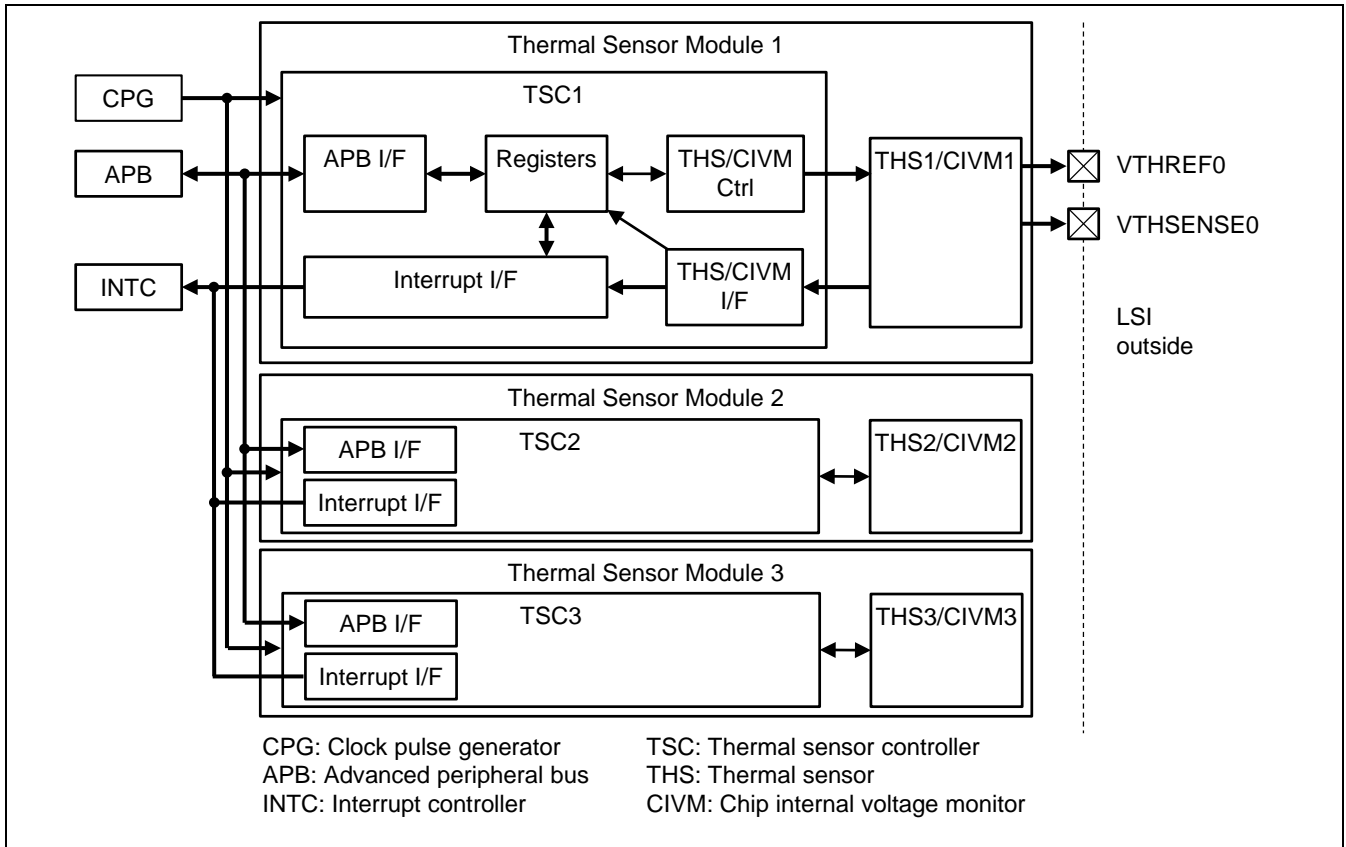 Thermal Sensor Module 1
CPG
TSC1
APB
APB I/F
Registers
THS/CIVM
Ctrl
THS1/CIVM1
VTHREF0
VTHSENSE0
INTC
Interrupt I/F
THS/CIVM
I/F
LSI
outside
Thermal Sensor Module 2
TSC2
APB I/F
Interrupt I/F
THS2/CIVM2
Thermal Sensor Module 3
TSC3
APB I/F
Interrupt I/F
THS3/CIVM3
CPG: Clock pulse generator
APB: Advanced peripheral bus
INTC: Interrupt controller
TSC: Thermal sensor controller
THS: Thermal sensor
CIVM: Chip internal voltage monitor